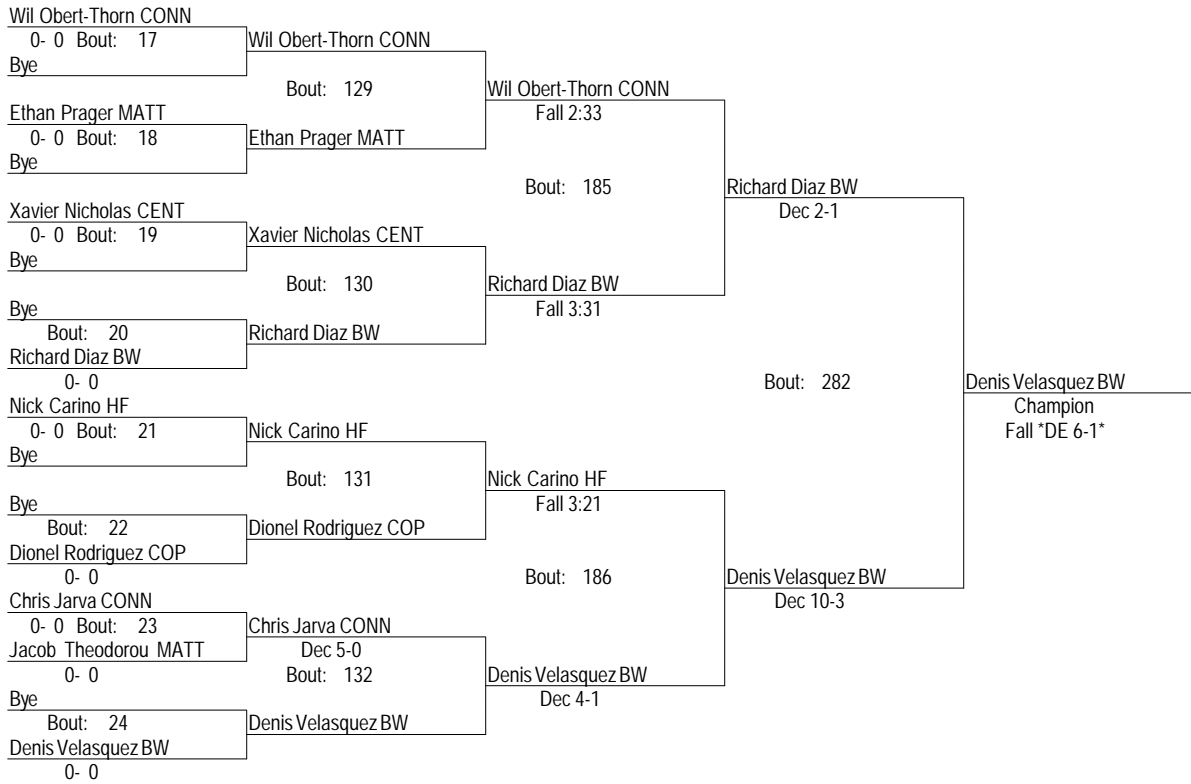 Wil Obert-Thorn CONN
0- 0 Bout: 17
Bye
Wil Obert-Thorn CONN
Bout: 129
Ethan Prager MATT
0- 0 Bout: 18
Bye
Ethan Prager MATT
Wil Obert-Thorn CONN
Fall 2:33
Bout: 185
Xavier Nicholas CENT
0- 0 Bout: 19
Bye
Xavier Nicholas CENT
Bout: 130
Bye
Bout: 20
Richard Diaz BW
0- 0
Richard Diaz BW
Richard Diaz BW
Fall 3:31
Richard Diaz BW
Dec 2-1
Bout: 282
Nick Carino HF
0- 0 Bout: 21
Bye
Nick Carino HF
Bout: 131
Bye
Bout: 22
Dionel Rodriguez COP
0- 0
Dionel Rodriguez COP
Nick Carino HF
Fall 3:21
Bout: 186
Chris Jarva CONN
0- 0 Bout: 23
Jacob Theodorou MATT
0- 0
Chris Jarva CONN
Dec 5-0
Bout: 132
Bye
Bout: 24
Denis Velasquez BW
0- 0
Denis Velasquez BW
Denis Velasquez BW
Dec 4-1
Denis Velasquez BW
Dec 10-3
Denis Velasquez BW
Champion
Fall *DE 6-1*